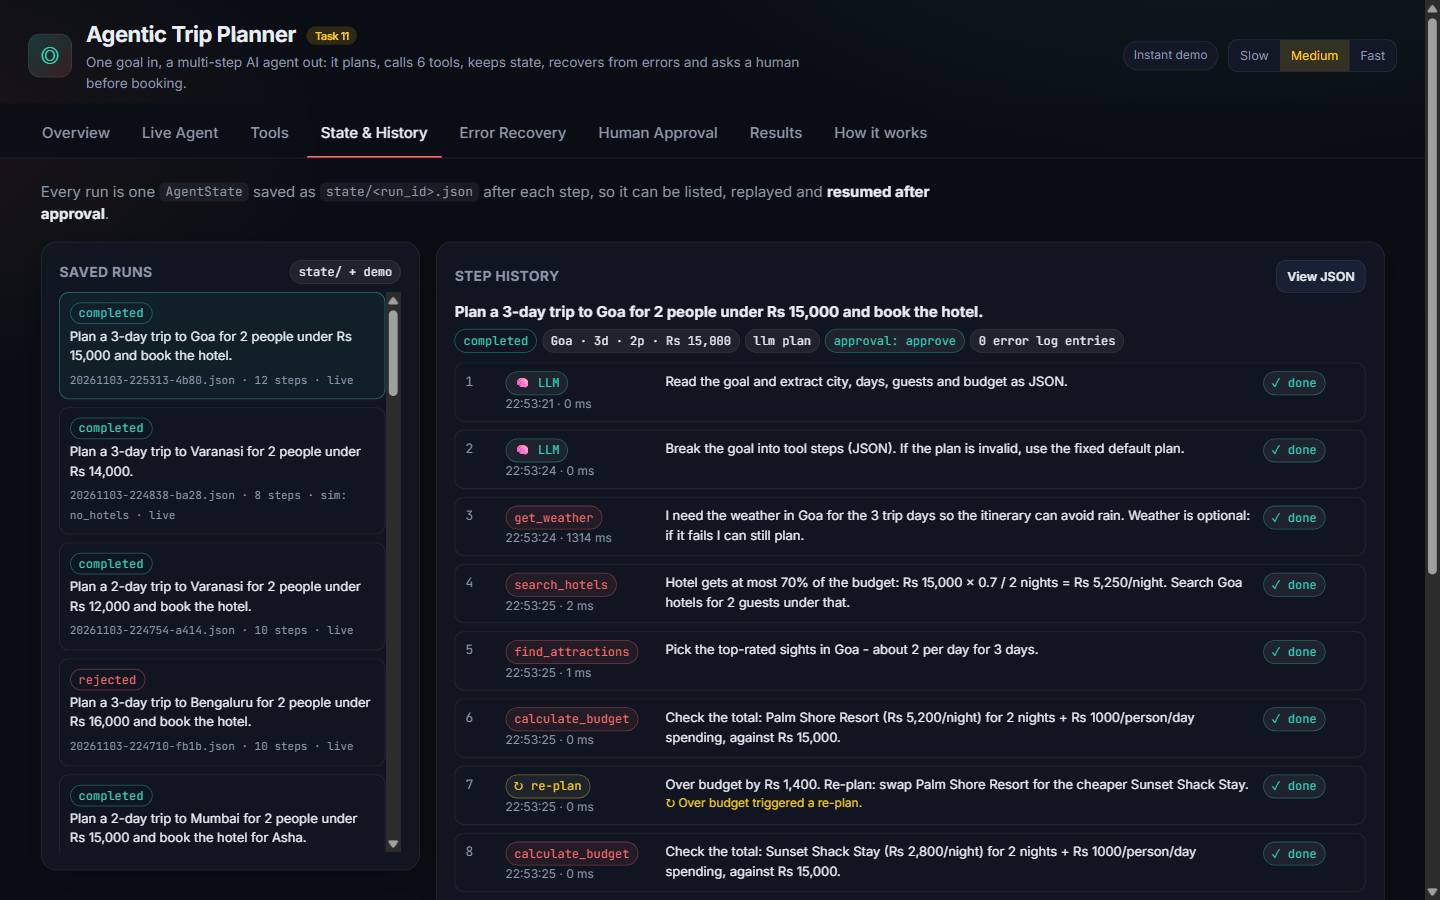 Agentic Trip Planner Task 11
One goal in, a multi-step AI agent out: it plans, calls 6 tools, keeps state, recovers from errors and asks a human
before booking.
Instant demo Slow Medium Fast
Overview Live Agent Tools State & History Error Recovery Human Approval Results How it works
Every run is one AgentState saved as state/<run_id>.json after each step, so it can be listed, replayed and resumed after
approval.
SAVED RUNS state/ + demo
completed
Plan a 3-day trip to Goa for 2 people under Rs
15,000 and book the hotel.
20261103-225313-4b80.json · 12 steps · live
completed
Plan a 3-day trip to Varanasi for 2 people under
Rs 14,000.
20261103-224838-ba28.json · 8 steps · sim:
no_hotels · live
completed
Plan a 2-day trip to Varanasi for 2 people under
Rs 12,000 and book the hotel.
20261103-224754-a414.json · 10 steps · live
rejected
Plan a 3-day trip to Bengaluru for 2 people under
Rs 16,000 and book the hotel.
20261103-224710-fb1b.json · 10 steps · live
completed
Plan a 2-day trip to Mumbai for 2 people under
Rs 15,000 and book the hotel for Asha.
STEP HISTORY View JSON
Plan a 3-day trip to Goa for 2 people under Rs 15,000 and book the hotel.
completed Goa · 3d · 2p · Rs 15,000 llm plan approval: approve 0 error log entries
1 LLM Read the goal and extract city, days, guests and budget as JSON. ✓ done
22:53:21 · 0 ms
2 LLM Break the goal into tool steps (JSON). If the plan is invalid, use the fixed default plan. ✓ done
22:53:24 · 0 ms
3 get_weather I need the weather in Goa for the 3 trip days so the itinerary can avoid rain. Weather is optional: ✓ done
22:53:24 · 1314 ms if it fails I can still plan.
4 search_hotels Hotel gets at most 70% of the budget: Rs 15,000 × 0.7 / 2 nights = Rs 5,250/night. Search Goa ✓ done
22:53:25 · 2 ms hotels for 2 guests under that.
5 find_attractions Pick the top-rated sights in Goa - about 2 per day for 3 days. ✓ done
22:53:25 · 1 ms
6 calculate_budget Check the total: Palm Shore Resort (Rs 5,200/night) for 2 nights + Rs 1000/person/day ✓ done
22:53:25 · 0 ms spending, against Rs 15,000.
7 ↻ re-plan Over budget by Rs 1,400. Re-plan: swap Palm Shore Resort for the cheaper Sunset Shack Stay. ✓ done
22:53:25 · 0 ms ↻ Over budget triggered a re-plan.
8 calculate_budget Check the total: Sunset Shack Stay (Rs 2,800/night) for 2 nights + Rs 1000/person/day ✓ done
22:53:25 · 0 ms spending, against Rs 15,000.